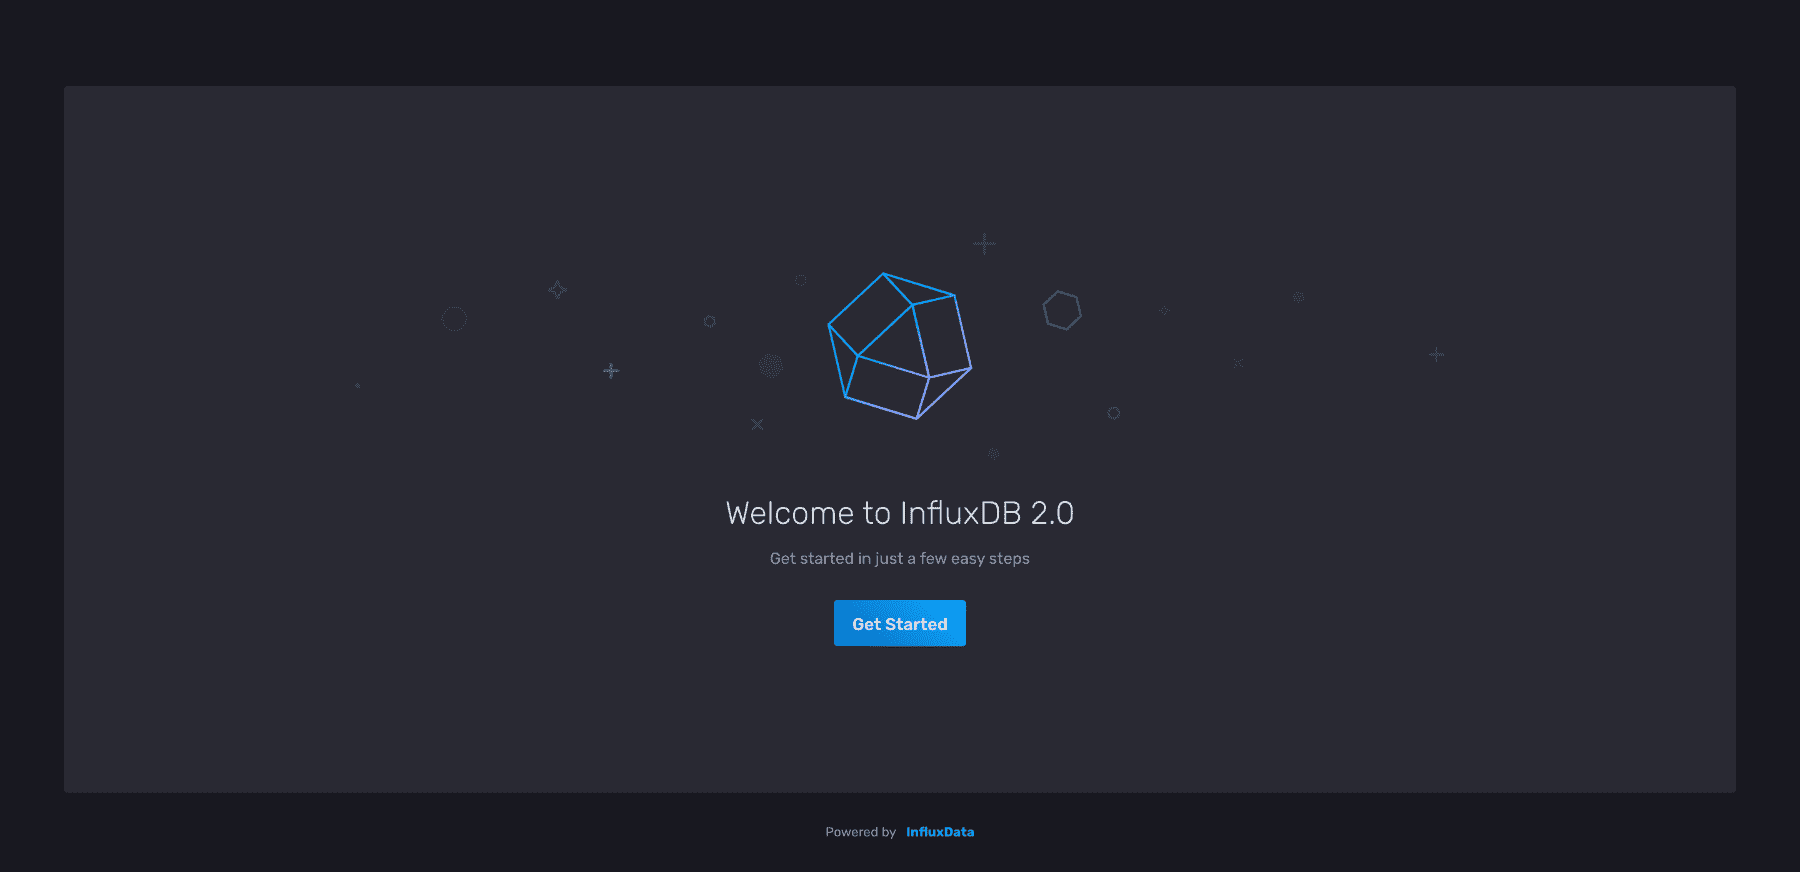 Welcome to InfluxDB 2.0
Get started in just a few easy steps
Get Started
Powered by InfluxData